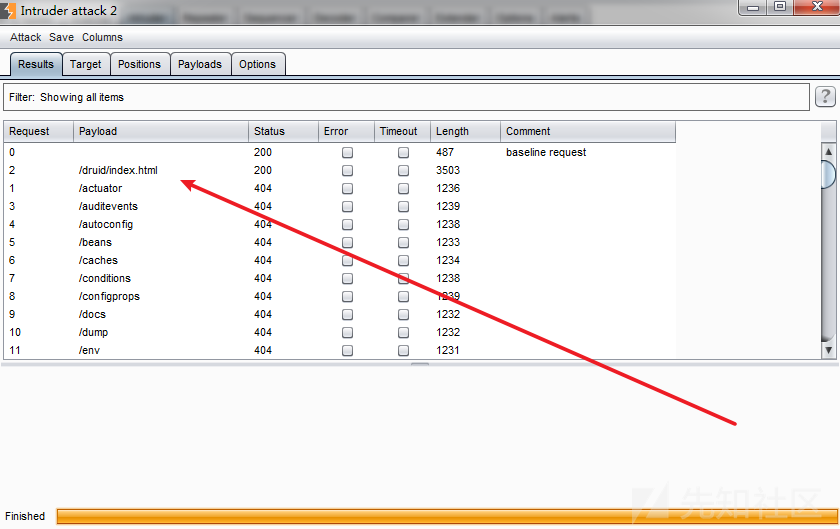 Intruder attack 2
Attack Save Columns
Results Target Positions Payloads Options
Filter: Showing all items
?
Request Payload Status Error Timeout Length Comment
0 200 487 baseline request
2 /druid/index.html 200 3503
1 /actuator 404 1236
3 /auditevents 404 1239
4 /autoconfig 404 1238
5 /beans 404 1233
6 /caches 404 1234
7 /conditions 404 1238
8 /configprops 404 1239
9 /docs 404 1232
10 /dump 404 1232
11 /env 404 1231
先知社区
Finished